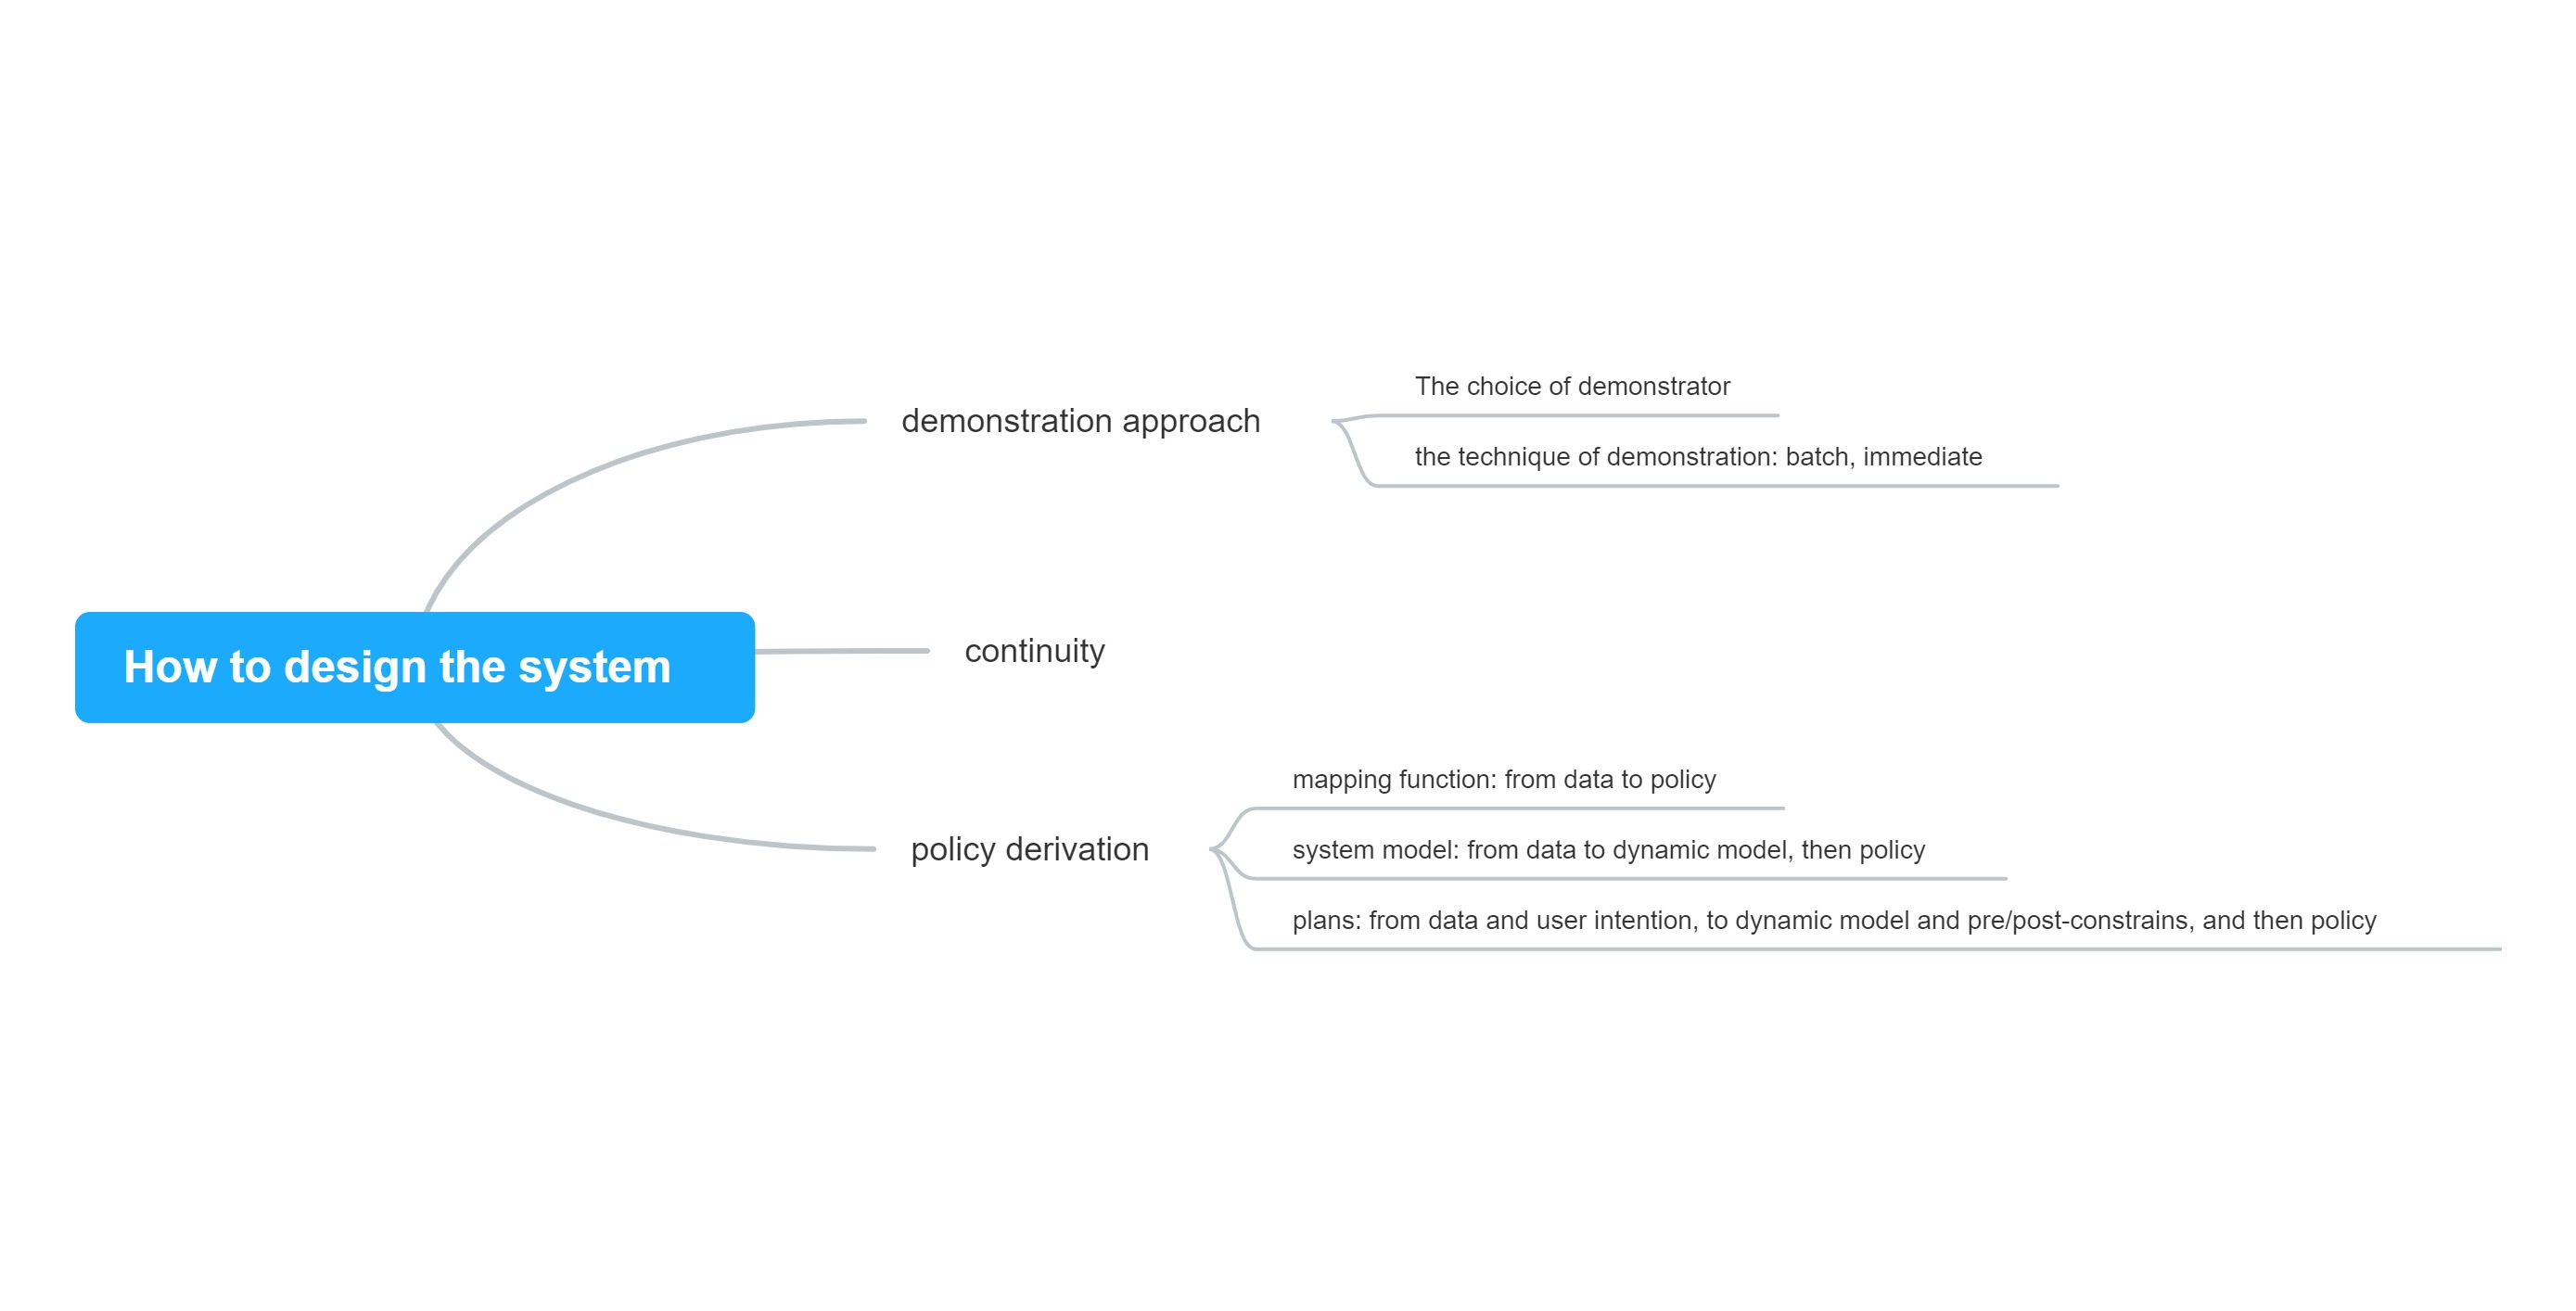 The choice of demonstrator
demonstration approach
the technique of demonstration: batch, immediate
How to design the system
continuity
mapping function: from data to policy
policy derivation
system model: from data to dynamic model, then policy
plans: from data and user intention, to dynamic model and pre/post-constrains, and then policy